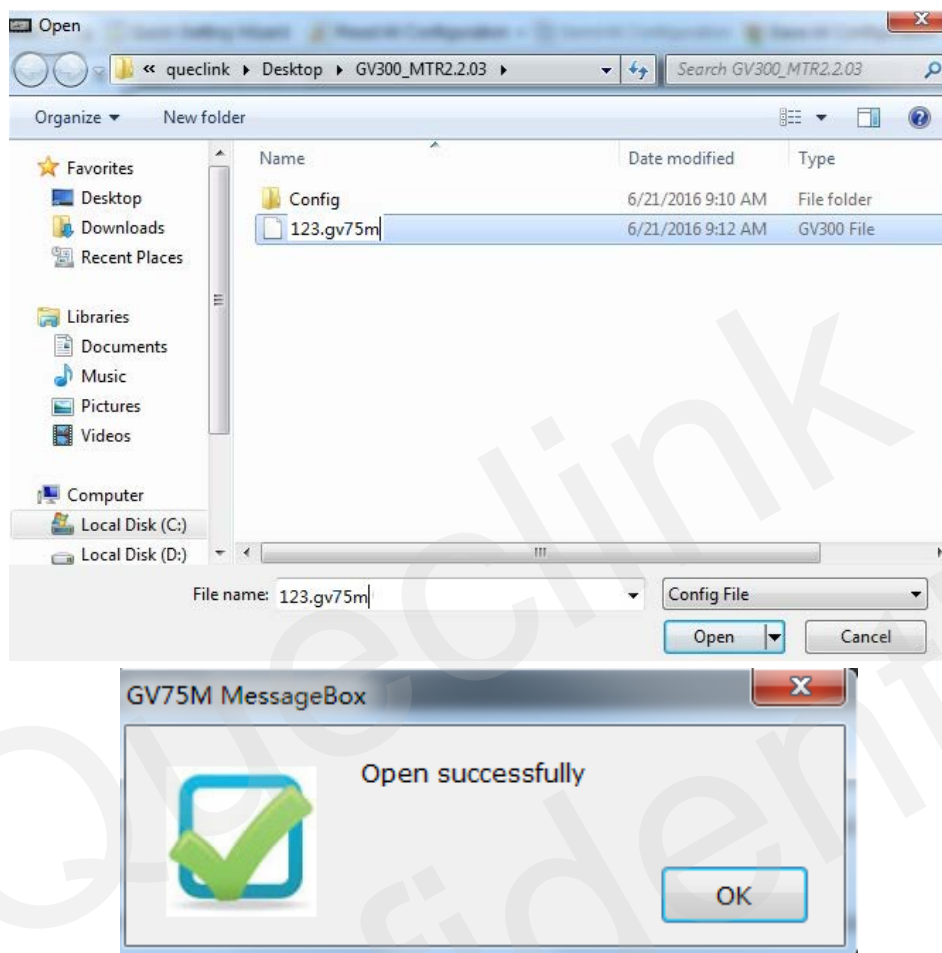 Open
« queclink ▸ Desktop ▸ GV300_MTR2.2.03 ▸
Search GV300_MTR2.2.03
Organize ▾ New folder
Name Date modified Type
Favorites
Desktop
Downloads
Recent Places
Config 6/21/2016 9:10 AM File folder
123.gv75m 6/21/2016 9:12 AM GV300 File
Libraries
Documents
Music
Pictures
Videos
Computer
Local Disk (C:)
Local Disk (D:)
File name: 123.gv75m Config File
Open Cancel
GV75M MessageBox
Open successfully
OK
Queclink